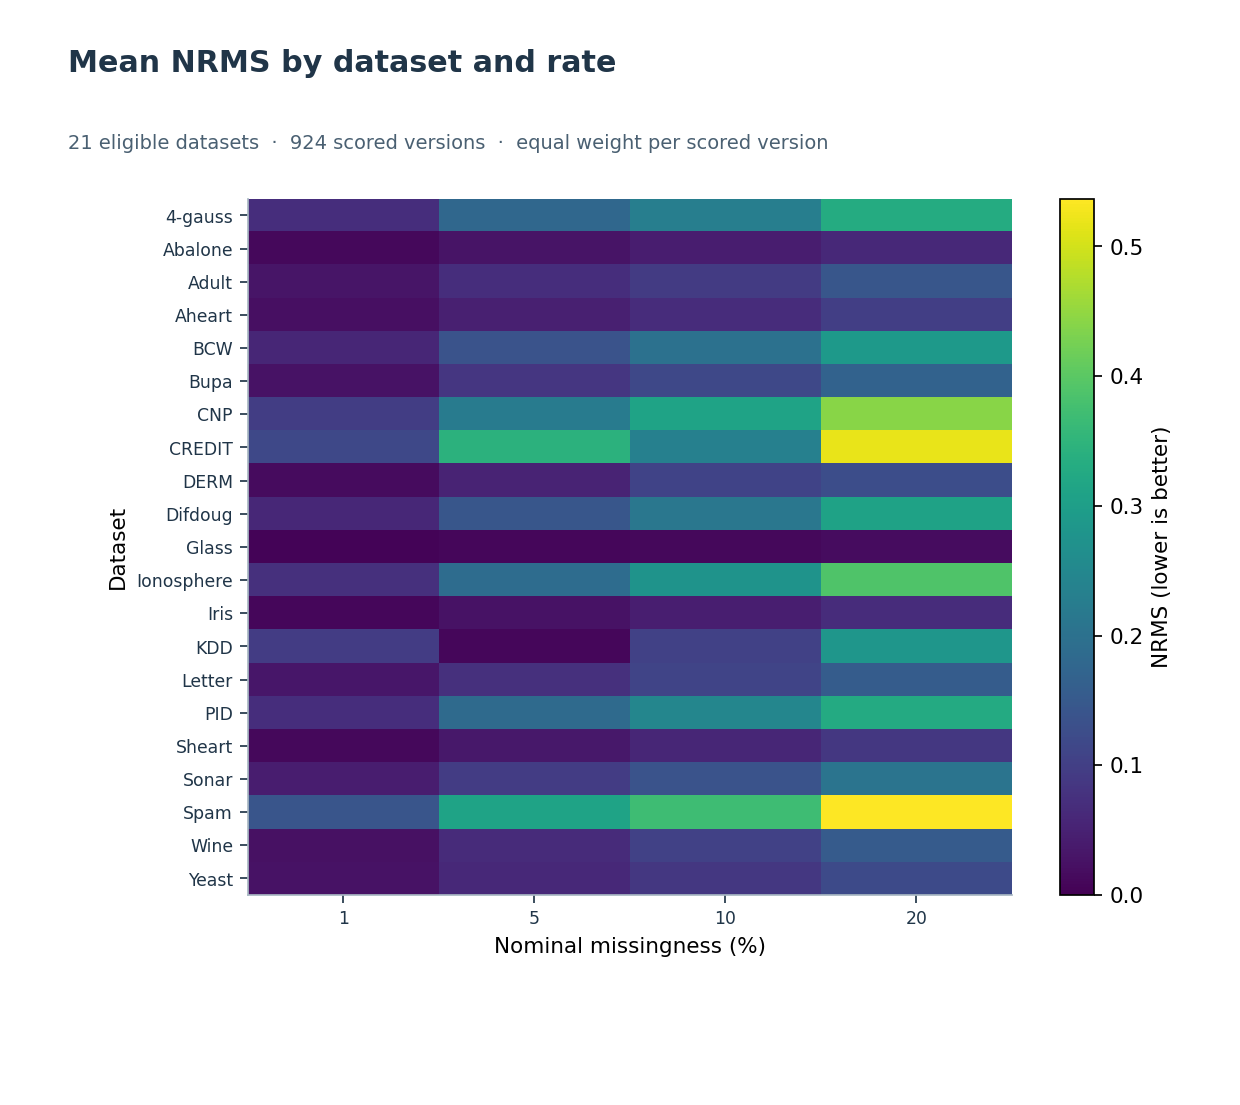 Mean NRMS by dataset and rate
21 eligible datasets · 924 scored versions · equal weight per scored version
4-gauss
Abalone
Adult
Aheart
BCW
Bupa
CNP
CREDIT
DERM
Difdoug
Glass
Ionosphere
Iris
KDD
Letter
PID
Sheart
Sonar
Spam
Wine
Yeast
Dataset
1 5 10 20
Nominal missingness (%)
0.5
0.4
0.3
0.2
0.1
0.0
NRMS (lower is better)